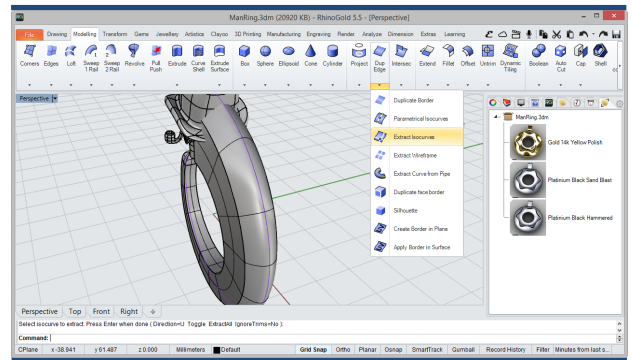 ManRing.3dm (20920 KB) - RhinoGold 5.5 - [Perspective]
File Drawing Modelling Transform Gems Jewellery Artistics Clayoo 3D Printing Manufacturing Engraving Render Analyze Dimension Extras Learning
Corners Edges Loft Sweep 1 Rail Sweep 2 Rail Revolve Pull Push Extrude Curve Shell Extrude Surface Box Sphere Ellipsoid Cone Cylinder Project Dup Edge Intersec Extend Fillet Offset Untrim Dynamic Tiling Boolean Auto Cut Cap Shell
Perspective
Duplicate Border
Parametrical Isocurves
Extract Isocurves
Extract Wireframe
Extract Curve from Pipe
Duplicate face border
Silhouette
Create Border in Plane
Apply Border in Surface
ManRing.3dm
Gold 14k Yellow Polish
Platinium Black Sand Blast
Platinium Black Hammered
Perspective Top Front Right
Select isocurve to extract. Press Enter when done ( Direction=U Toggle ExtractAll IgnoreTrims=No ):
Command:
CPlane x -38.941 y 61.487 z 0.000 Millimeters Default Grid Snap Ortho Planar Osnap SmartTrack Gumball Record History Filter Minutes from last s...